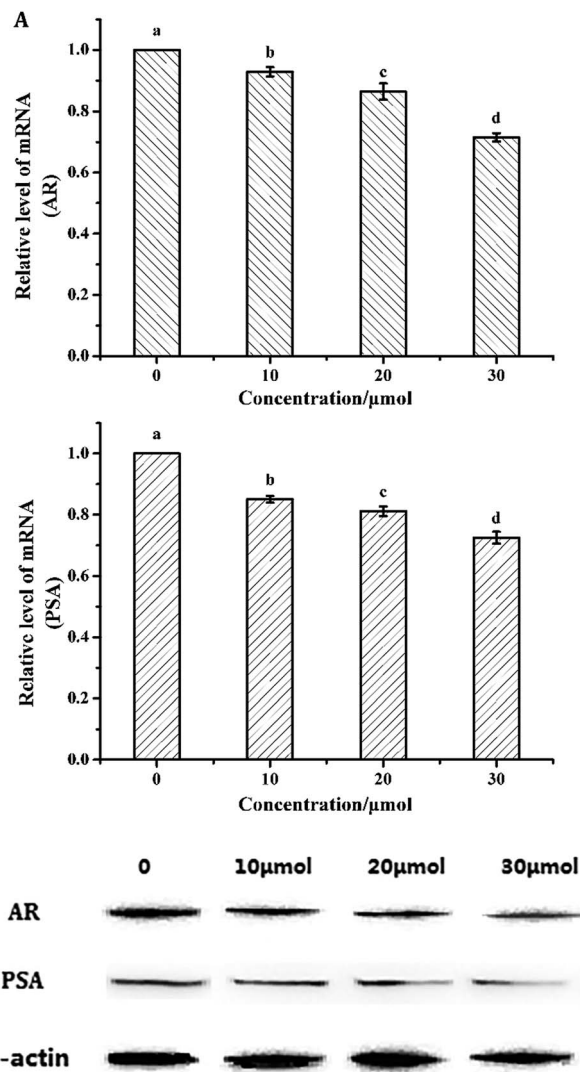 A
a
b
c
d
1.0
0.8
0.6
0.4
0.2
0.0
Relative level of mRNA
(AR)
0 10 20 30
Concentration/µmol
a
b
c
d
1.0
0.8
0.6
0.4
0.2
0.0
Relative level of mRNA
(PSA)
0 10 20 30
Concentration/µmol
0 10µmol 20µmol 30µmol
AR
PSA
-actin